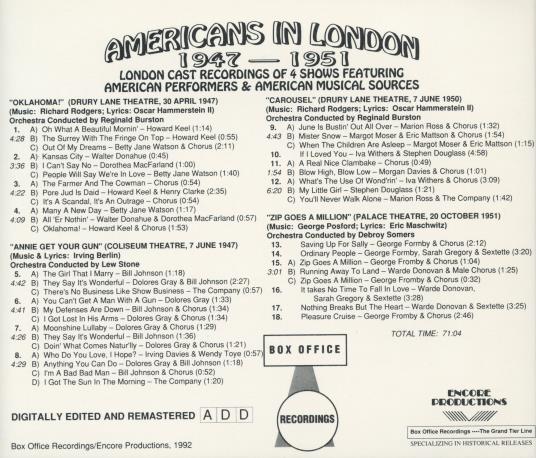 AMERICANS IN LONDON
1947 — 1951
LONDON CAST RECORDINGS OF 4 SHOWS FEATURING
AMERICAN PERFORMERS & AMERICAN MUSICAL SOURCES
"OKLAHOMA!" (DRURY LANE THEATRE, 30 APRIL 1947)
(Music: Richard Rodgers; Lyrics: Oscar Hammerstein II)
Orchestra Conducted by Reginald Burston
1. A) Oh What A Beautiful Mornin' – Howard Keel (1:14)
4:28 B) The Surrey With The Fringe On Top – Howard Keel (0:55)
C) Out Of My Dreams – Betty Jane Watson & Chorus (2:11)
2. A) Kansas City – Walter Donahue (0:45)
3:36 B) I Can't Say No – Dorothea MacFarland (1:00)
C) People Will Say We're In Love – Betty Jane Watson (1:40)
3. A) The Farmer And The Cowman – Chorus (0:54)
4:22 B) Pore Jud Is Daid – Howard Keel & Henry Clarke (2:35)
C) It's A Scandal, It's An Outrage – Chorus (0:54)
4. A) Many A New Day – Betty Jane Watson (1:17)
4:09 B) All 'Er Nothin' – Walter Donahue & Dorothea MacFarland (0:57)
C) Oklahoma! – Howard Keel & Chorus (1:53)
"ANNIE GET YOUR GUN" (COLISEUM THEATRE, 7 JUNE 1947)
(Music & Lyrics: Irving Berlin)
Orchestra Conducted by Lew Stone
5. A) The Girl That I Marry – Bill Johnson (1:18)
4:42 B) They Say It's Wonderful – Dolores Gray & Bill Johnson (2:27)
C) There's No Business Like Show Business – The Company (0:57)
6. A) You Can't Get A Man With A Gun – Dolores Gray (1:33)
4:41 B) My Defenses Are Down – Bill Johnson & Chorus (1:34)
C) I Got Lost In His Arms – Dolores Gray & Chorus (1:34)
7. A) Moonshine Lullaby – Dolores Gray & Chorus (1:29)
4:26 B) They Say It's Wonderful – Bill Johnson (1:36)
C) Doin' What Comes Natur'lly – Dolores Gray & Chorus (1:21)
8. A) Who Do You Love, I Hope? – Irving Davies & Wendy Toye (0:57)
4:29 B) Anything You Can Do – Dolores Gray & Bill Johnson (1:18)
C) I'm A Bad Bad Man – Bill Johnson & Chorus (0:52)
D) I Got The Sun In The Morning – The Company (1:20)
DIGITALLY EDITED AND REMASTERED A D D
Box Office Recordings/Encore Productions, 1992
"CAROUSEL" (DRURY LANE THEATRE, 7 JUNE 1950)
(Music: Richard Rodgers; Lyrics: Oscar Hammerstein II)
Orchestra Conducted by Reginald Burston
9. A) June Is Bustin' Out All Over – Marion Ross & Chorus (1:32)
4:43 B) Mister Snow – Margot Moser & Eric Mattson & Chorus (1:54)
C) When The Children Are Asleep – Margot Moser & Eric Mattson (1:15)
10. If I Loved You – Iva Withers & Stephen Douglass (4:58)
11. A) A Real Nice Clambake – Chorus (0:49)
1:54 B) Blow High, Blow Low – Morgan Davies & Chorus (1:01)
12. A) What's The Use Of Wond'rin' – Iva Withers & Chorus (3:09)
6:20 B) My Little Girl – Stephen Douglass (1:21)
C) You'll Never Walk Alone – Marion Ross & The Company (1:42)
"ZIP GOES A MILLION" (PALACE THEATRE, 20 OCTOBER 1951)
(Music: George Posford; Lyrics: Eric Maschwitz)
Orchestra Conducted by Debroy Somers
13. Saving Up For Sally – George Formby & Chorus (2:12)
14. Ordinary People – George Formby, Sarah Gregory & Sextette (3:20)
15. A) Zip Goes A Million – George Formby & Chorus (1:04)
3:01 B) Running Away To Land – Warde Donovan & Male Chorus (1:25)
C) Zip Goes A Million – George Formby & Chorus (0:32)
16. It takes No Time To Fall In Love – Warde Donovan,
Sarah Gregory & Sextette (3:28)
17. Nothing Breaks But The Heart – Warde Donovan & Sextette (3:25)
18. Pleasure Cruise – George Formby & Chorus (2:46)
TOTAL TIME: 71:04
BOX OFFICE
RECORDINGS
ENCORE
PRODUCTIONS
Box Office Recordings ----The Grand Tier Line
SPECIALIZING IN HISTORICAL RELEASES